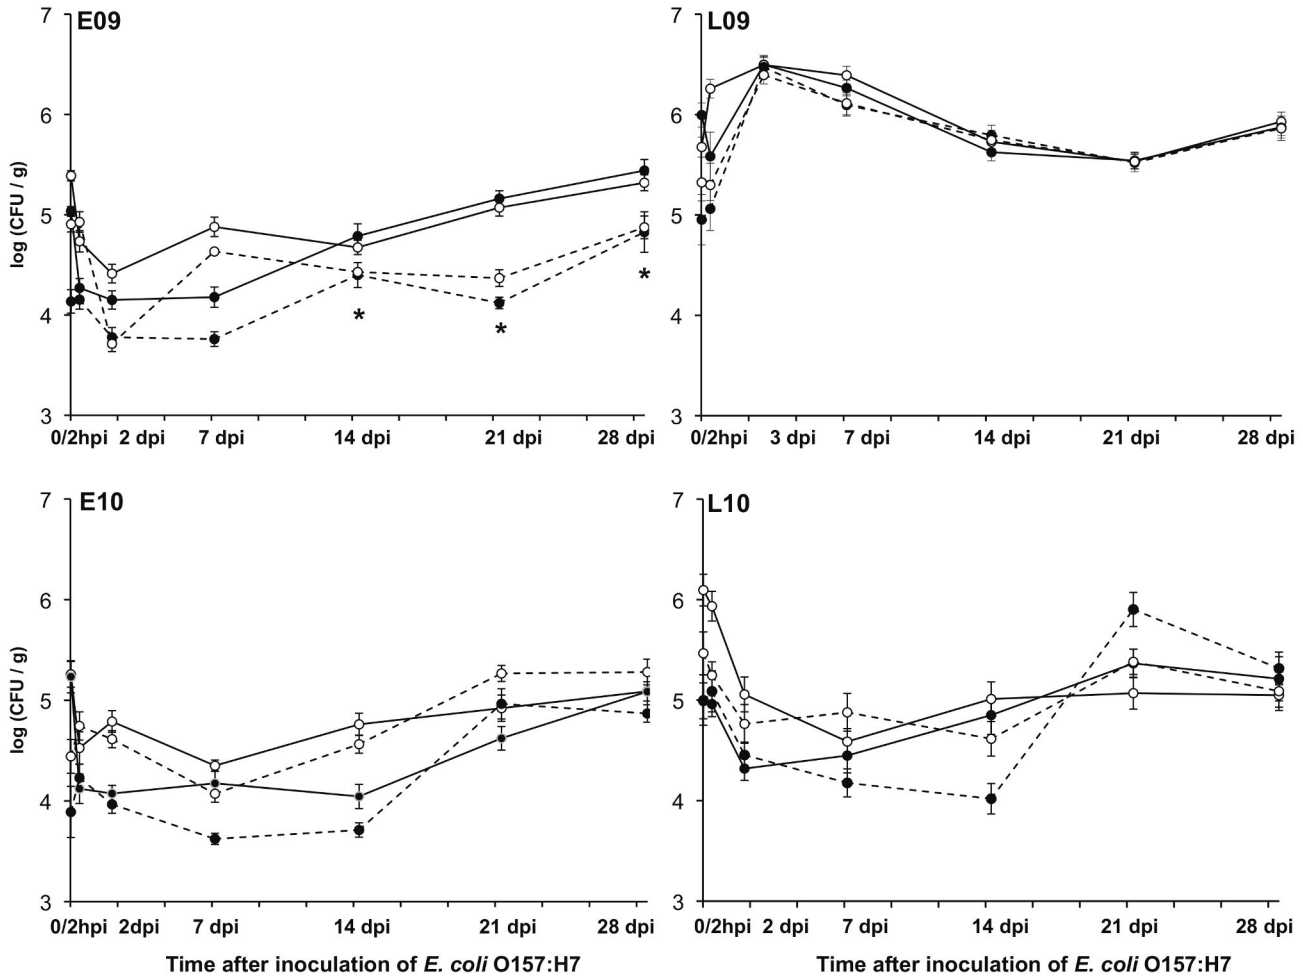 E09
7
6
5
4
3
log (CFU / g)
* * *
0/2hpi 2 dpi 7 dpi 14 dpi 21 dpi 28 dpi
L09
7
6
5
4
3
0/2hpi 3 dpi 7 dpi 14 dpi 21 dpi 28 dpi
E10
7
6
5
4
3
log (CFU / g)
0/2hpi 2dpi 7 dpi 14 dpi 21 dpi 28 dpi
Time after inoculation of E. coli O157:H7
L10
7
6
5
4
3
0/2hpi 2 dpi 7 dpi 14 dpi 21 dpi 28 dpi
Time after inoculation of E. coli O157:H7